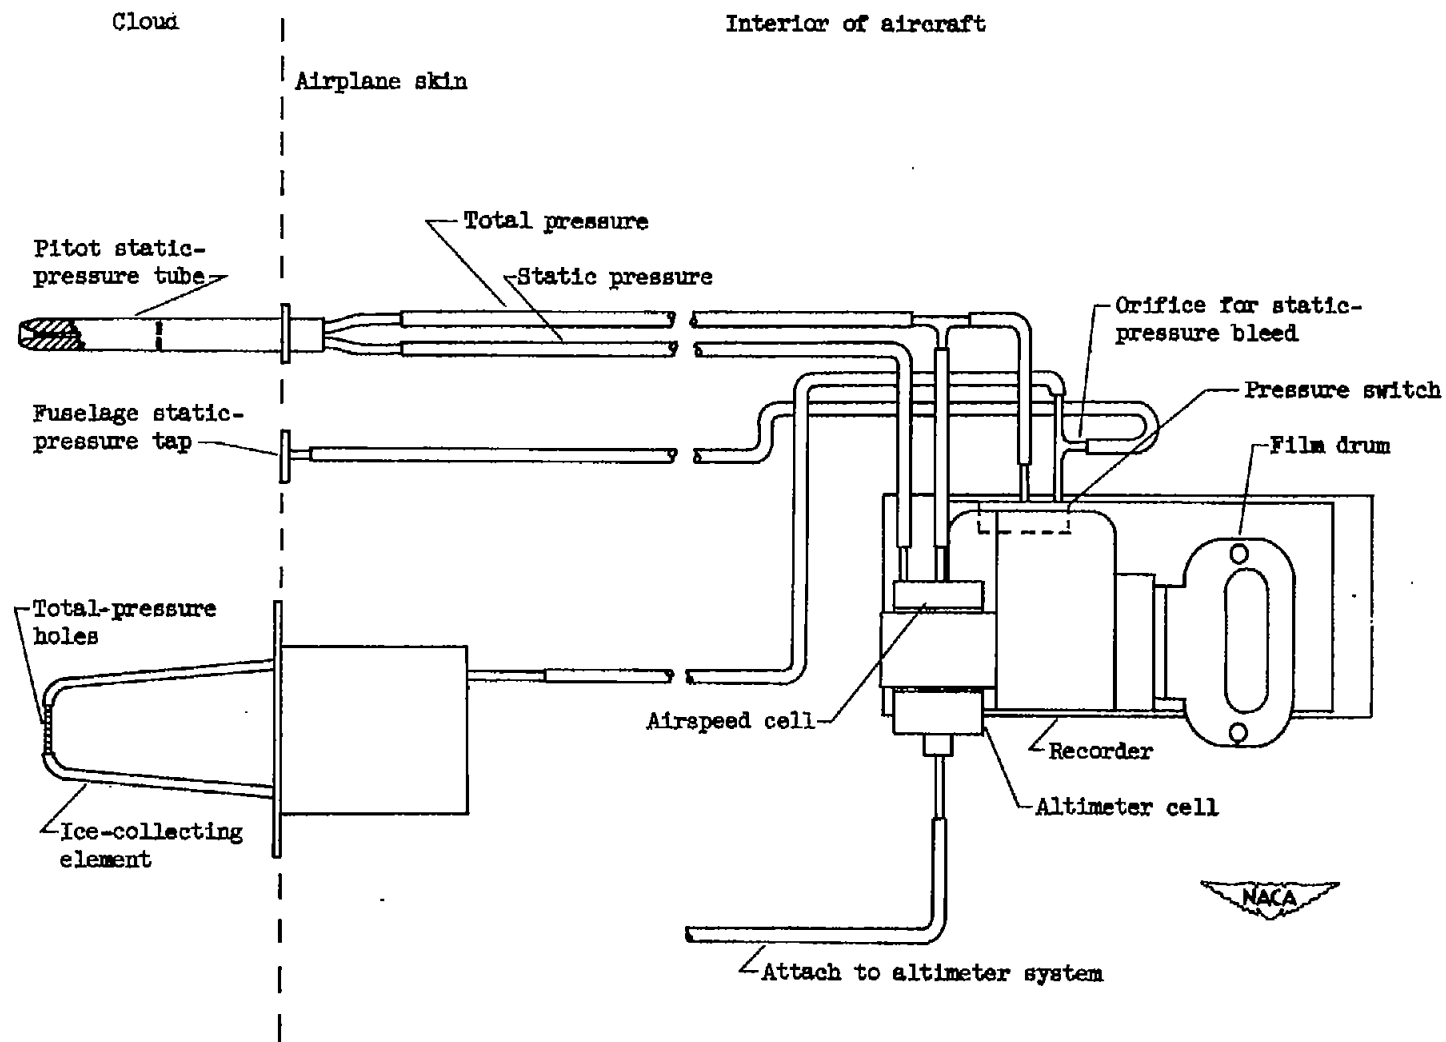 Cloud
Interior of aircraft
Airplane skin
Total pressure
Pitot static-
pressure tube
Static pressure
Orifice for static-
pressure bleed
Pressure switch
Fuselage static-
pressure tap
Film drum
Total-pressure
holes
Airspeed cell
Recorder
Altimeter cell
Ice-collecting
element
NACA
Attach to altimeter system